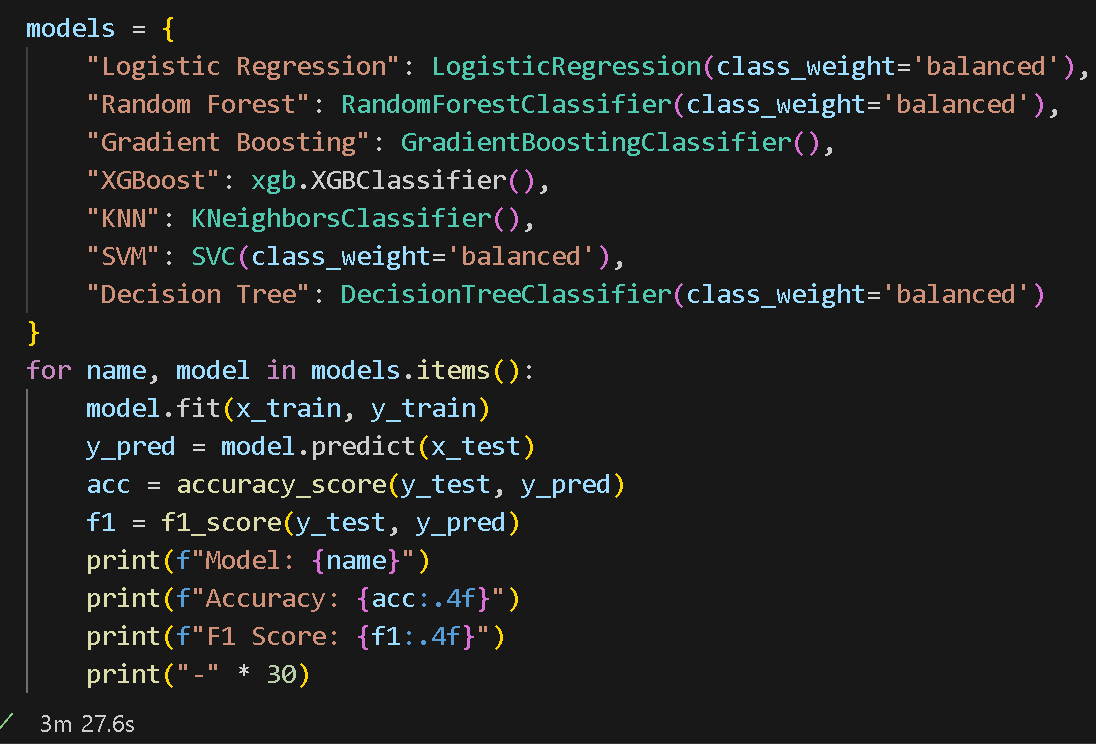 models = {
    "Logistic Regression": LogisticRegression(class_weight='balanced'),
    "Random Forest": RandomForestClassifier(class_weight='balanced'),
    "Gradient Boosting": GradientBoostingClassifier(),
    "XGBoost": xgb.XGBClassifier(),
    "KNN": KNeighborsClassifier(),
    "SVM": SVC(class_weight='balanced'),
    "Decision Tree": DecisionTreeClassifier(class_weight='balanced')
}
for name, model in models.items():
    model.fit(x_train, y_train)
    y_pred = model.predict(x_test)
    acc = accuracy_score(y_test, y_pred)
    f1 = f1_score(y_test, y_pred)
    print(f"Model: {name}")
    print(f"Accuracy: {acc:.4f}")
    print(f"F1 Score: {f1:.4f}")
    print("-" * 30)
✓ 3m 27.6s